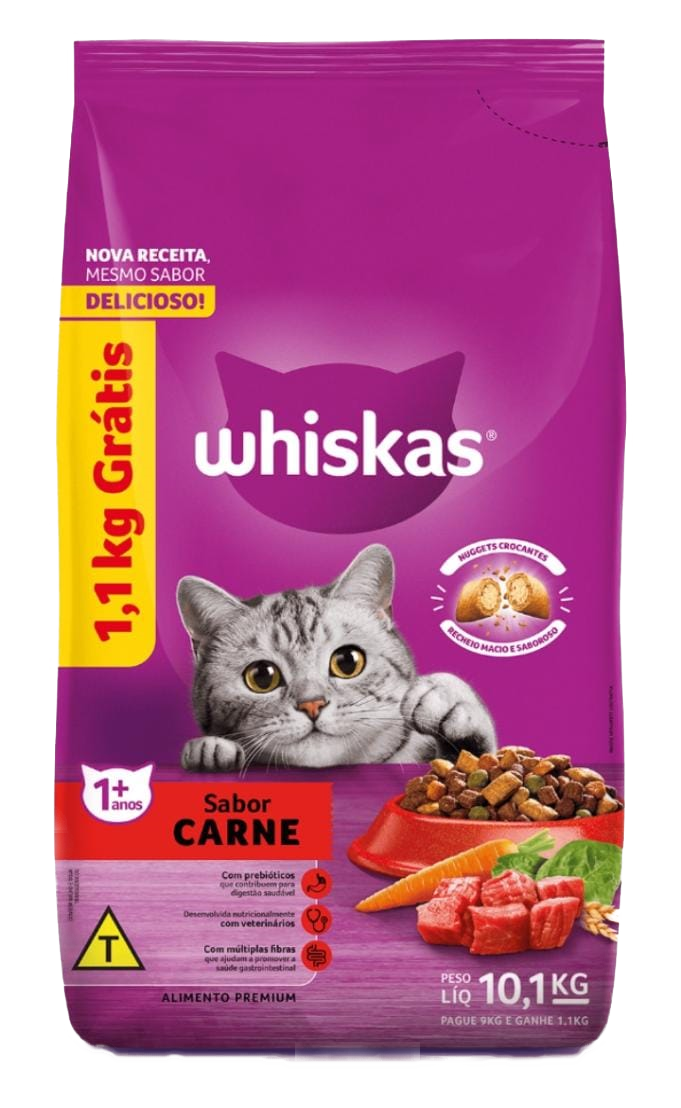 NOVA RECEITA,
MESMO SABOR
DELICIOSO!
1,1 kg Grátis
whiskas®
NUGGETS CROCANTES
RECHEIO MACIO E SABOROSO
1+
anos
Sabor
CARNE
Com prebióticos
que contribuem para
digestão saudável
Desenvolvida nutricionalmente
com veterinários
Com múltiplas fibras
que ajudam a promover a
saúde gastrointestinal
T
ALIMENTO PREMIUM
PESO
LÍQ 10,1KG
PAGUE 9KG E GANHE 1,1KG